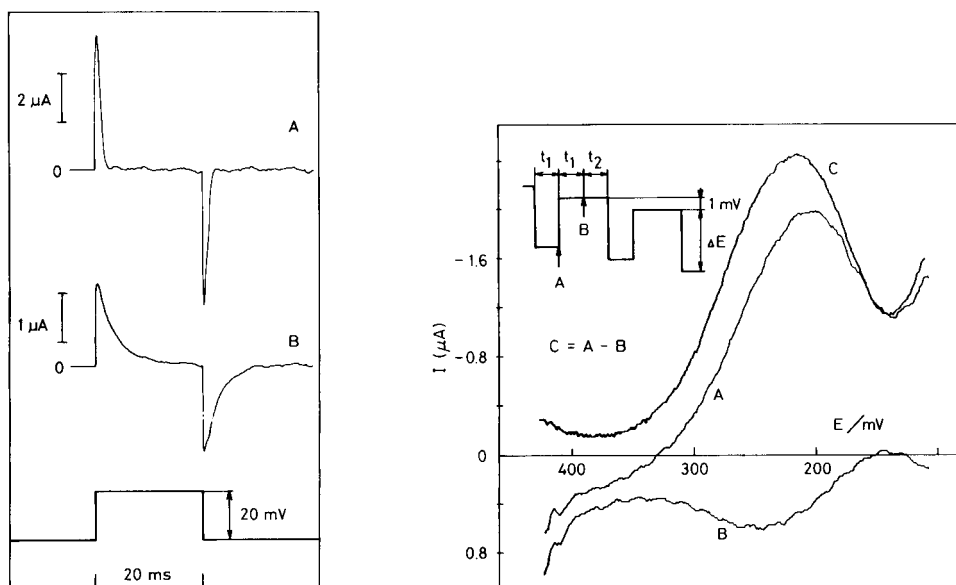 2 μA
A
0
1 μA
B
0
20 mV
20 ms
t1 t1 t2
1 mV
B
ΔE
A
C
-1.6
I (μA)
-0.8
C = A - B
A
E/mV
0
400 300 200
B
0.8